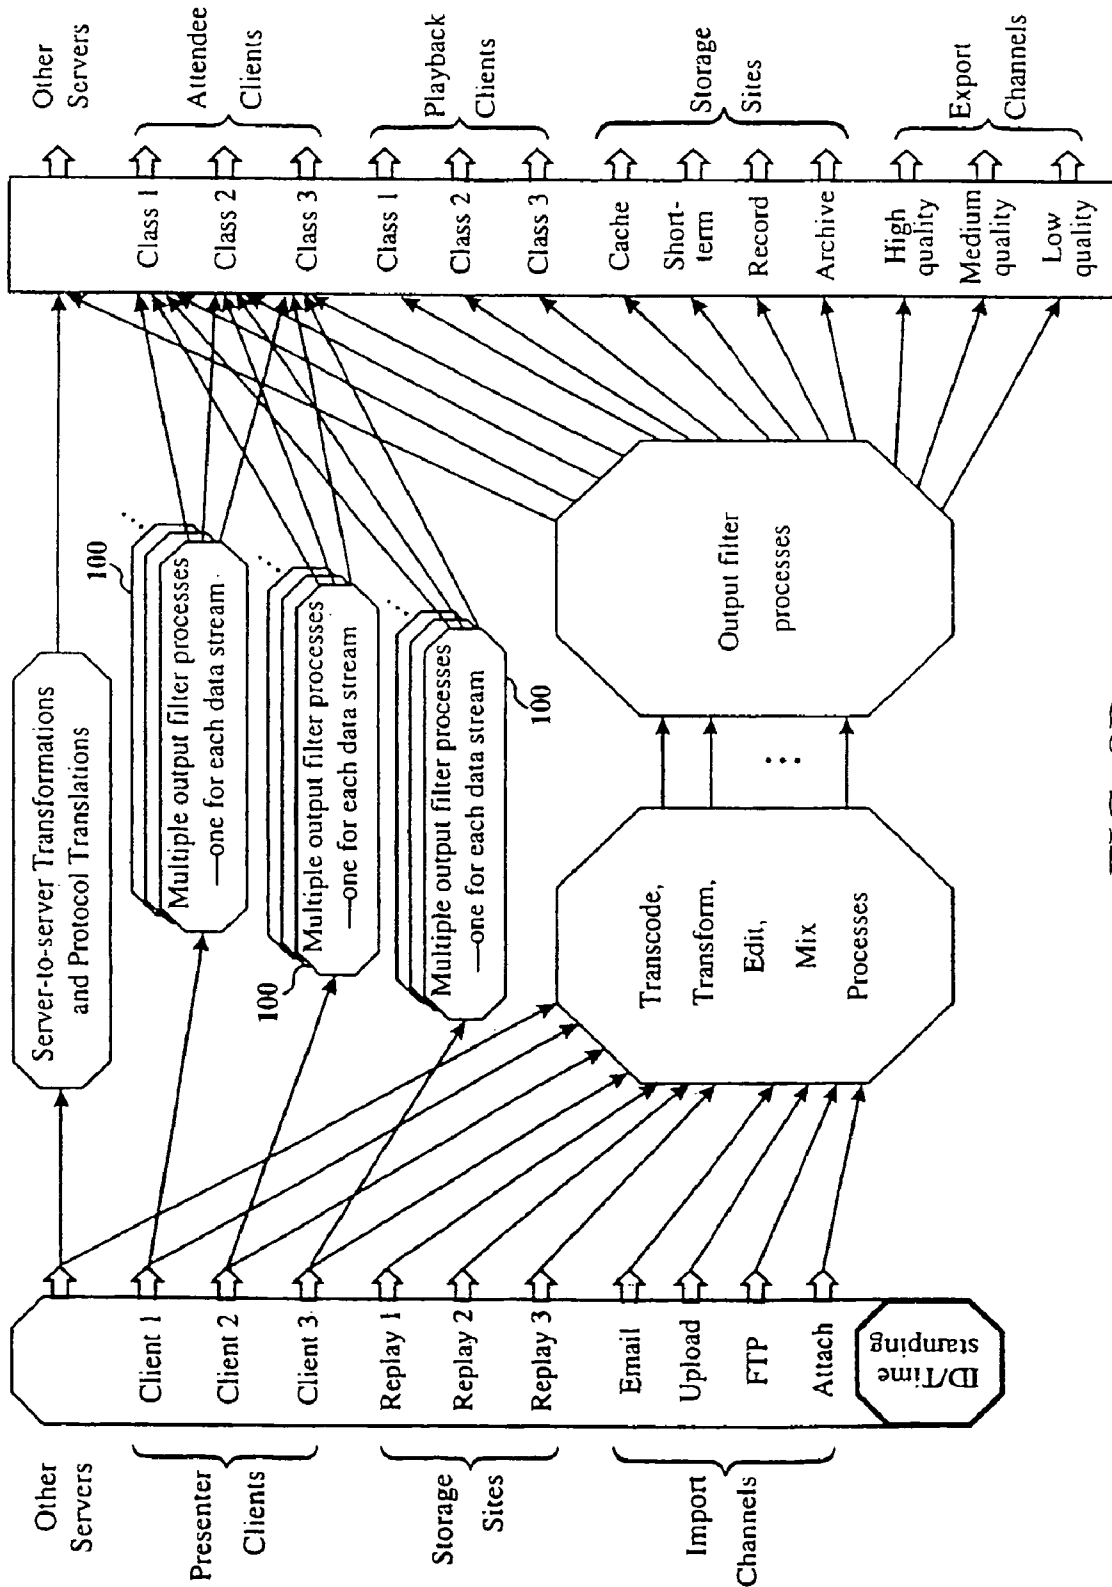 Other
Servers
Presenter
Clients
Storage
Sites
Import
Channels
Client 1
Client 2
Client 3
Replay 1
Replay 2
Replay 3
Email
Upload
FTP
Attach
ID/Time
stamping
Server-to-server Transformations
and Protocol Translations
100
Multiple output filter processes
—one for each data stream
100
Multiple output filter processes
—one for each data stream
Multiple output filter processes
—one for each data stream
100
Transcode,
Transform,
Edit,
Mix
Processes
Output filter
processes
Class 1
Class 2
Class 3
Class 1
Class 2
Class 3
Cache
Short-
term
Record
Archive
High
quality
Medium
quality
Low
quality
Other
Servers
Attendee
Clients
Playback
Clients
Storage
Sites
Export
Channels